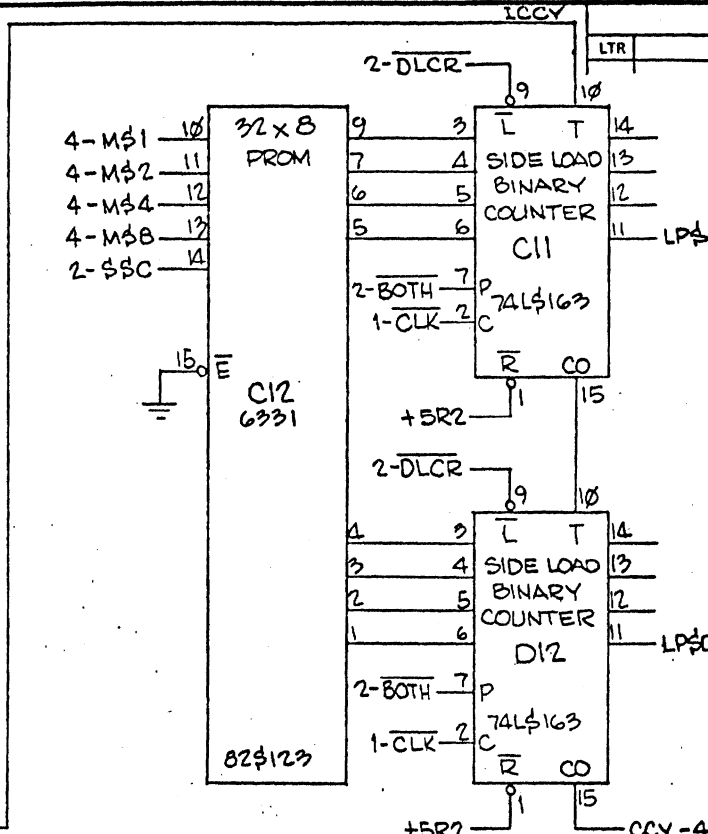 ICCY
LTR
2-DLCR
9
10
4-M$1
10
32 x 8
9
3
L
T
14
4-M$2
11
PROM
7
4
SIDE LOAD
13
4-M$4
12
6
5
BINARY
12
4-M$8
13
5
6
COUNTER
11
LP$
2-S$C
14
C11
2-BOTH
7
P
74L$163
1-CLK
2
C
15
E
R
CO
C12
1
15
6331
+5R2
2-DLCR
9
10
4
3
L
T
14
3
4
SIDE LOAD
13
2
5
BINARY
12
1
6
COUNTER
11
LP$
D12
2-BOTH
7
P
74L$163
1-CLK
2
C
82$123
R
CO
1
15
+5R2
CCY-4